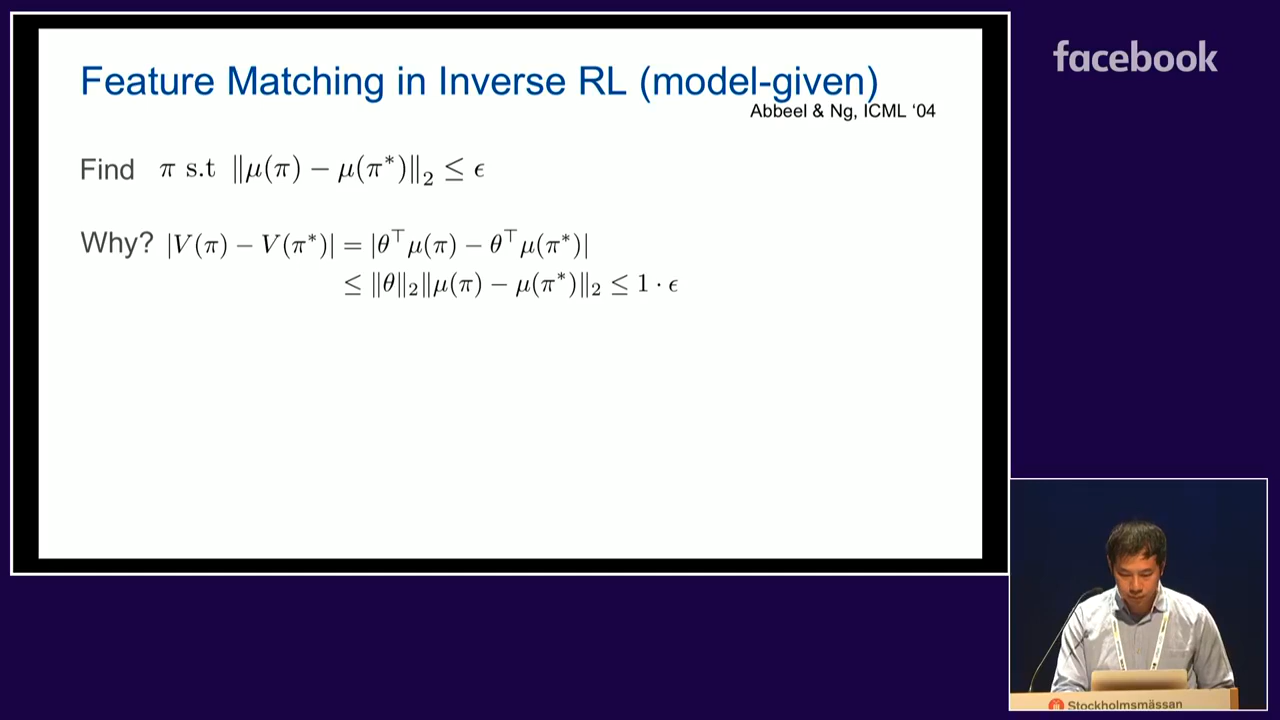 facebook
Feature Matching in Inverse RL (model-given)
Abbeel & Ng, ICML ‘04
Find π s.t ‖μ(π) − μ(π*)‖₂ ≤ ϵ
Why? |V(π) − V(π*)| = |θ⊤μ(π) − θ⊤μ(π*)|
≤ ‖θ‖₂‖μ(π) − μ(π*)‖₂ ≤ 1 · ϵ
Stockholmsmässan